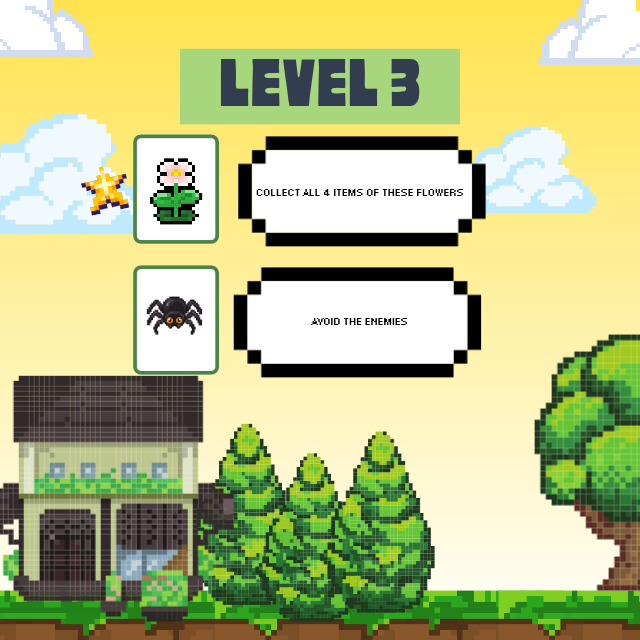 LEVEL 3
COLLECT ALL 4 ITEMS OF THESE FLOWERS
AVOID THE ENEMIES